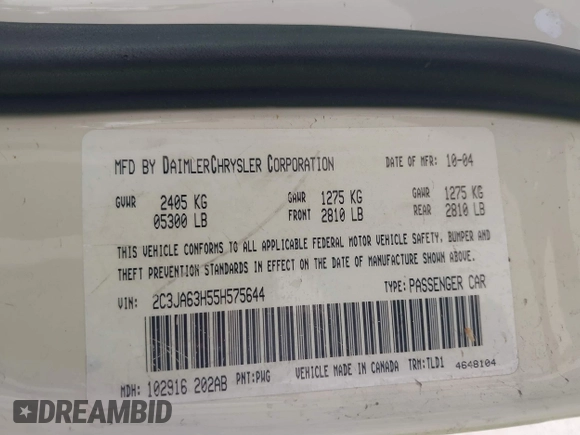 MFD BY DAIMLERCHRYSLER CORPORATION DATE OF MFR: 10-04
GVWR 2405 KG GAWR 1275 KG GAWR 1275 KG
05300 LB FRONT 2810 LB REAR 2810 LB
THIS VEHICLE CONFORMS TO ALL APPLICABLE FEDERAL MOTOR VEHICLE SAFETY, BUMPER AND
THEFT PREVENTION STANDARDS IN EFFECT ON THE DATE OF MANUFACTURE SHOWN ABOVE.
VIN: 2C3JA63H55H575644 TYPE: PASSENGER CAR
MDH: 102916 202AB PNT: PWG VEHICLE MADE IN CANADA TRM: TLD1 4648104
DREAMBID